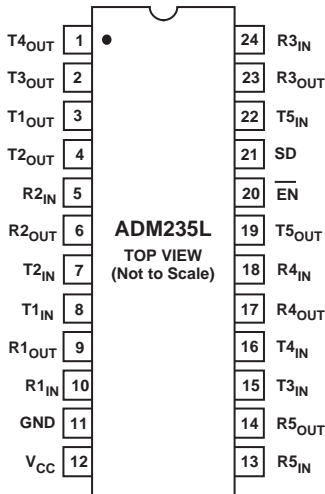 T4OUT 1
T3OUT 2
T1OUT 3
T2OUT 4
R2IN 5
R2OUT 6
T2IN 7
T1IN 8
R1OUT 9
R1IN 10
GND 11
VCC 12
ADM235L
TOP VIEW
(Not to Scale)
24 R3IN
23 R3OUT
22 T5IN
21 SD
20 E̅N̅
19 T5OUT
18 R4IN
17 R4OUT
16 T4IN
15 T3IN
14 R5OUT
13 R5IN